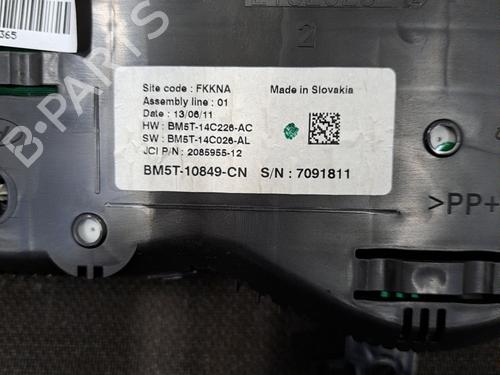 365
2
Site code : FKKNA
Made in Slovakia
Assembly line : 01
Date : 13/06/11
HW : BM5T-14C226-AC
SW : BM5T-14C026-AL
JCI P/N : 2085955-12
BM5T-10849-CN S/N : 7091811
>PP+
B-Parts